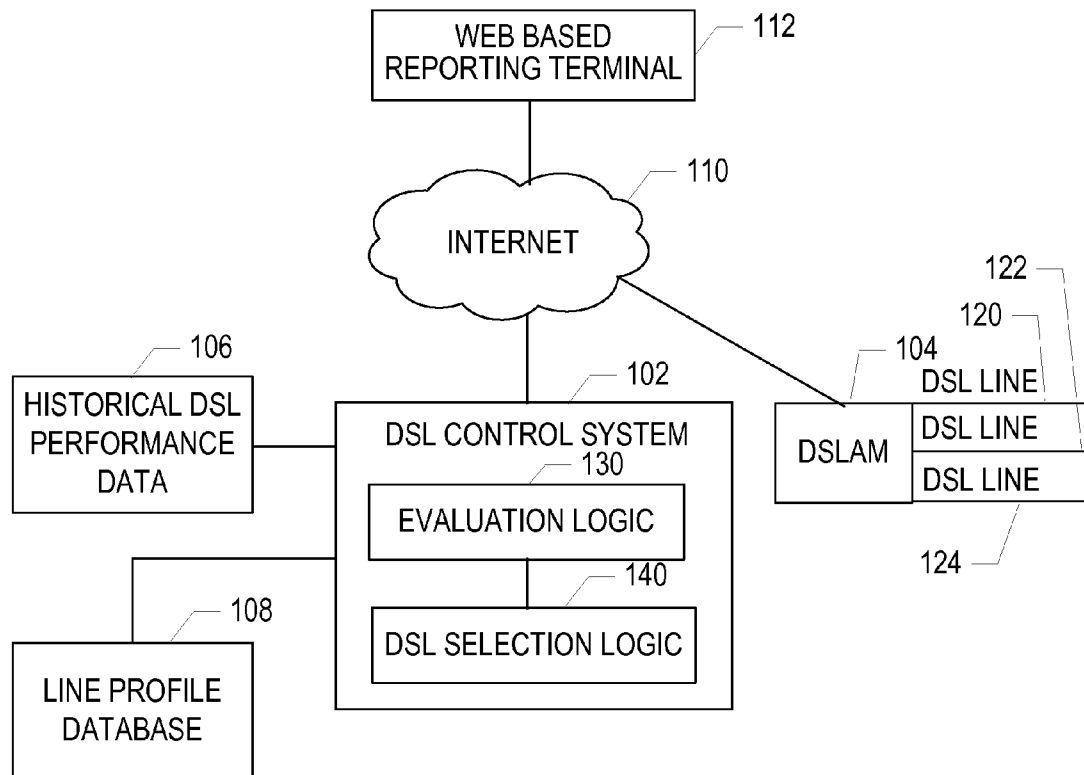 WEB BASED
REPORTING TERMINAL
112
110
INTERNET
122
120
106
102
104
DSL LINE
HISTORICAL DSL
PERFORMANCE
DATA
DSL CONTROL SYSTEM
DSLAM
DSL LINE
130
DSL LINE
EVALUATION LOGIC
124
140
108
DSL SELECTION LOGIC
LINE PROFILE
DATABASE